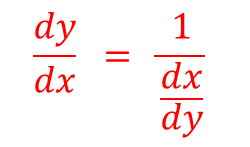 dy/dx = 1/(dx/dy)